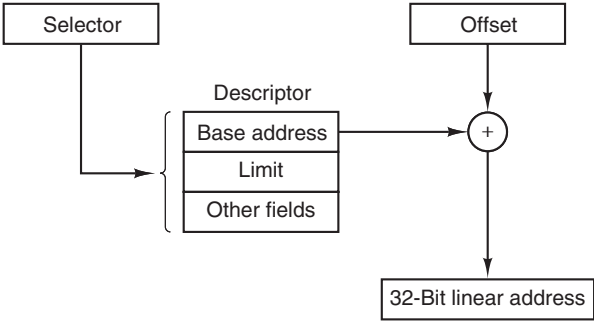 Selector
Offset
Descriptor
Base address
+
Limit
Other fields
32-Bit linear address